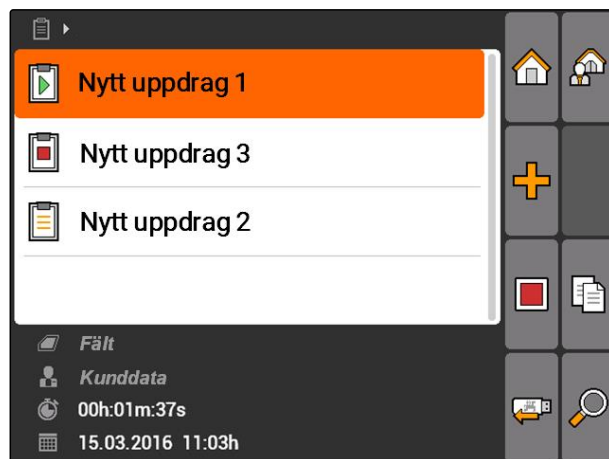 Nytt uppdrag 1
Nytt uppdrag 3
Nytt uppdrag 2
Fält
Kunddata
00h:01m:37s
15.03.2016 11:03h